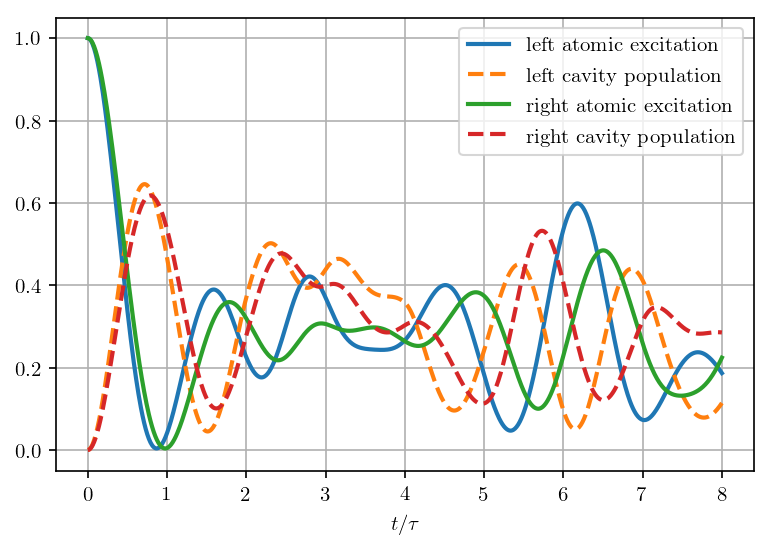 left atomic excitation
left cavity population
right atomic excitation
right cavity population
1.0
0.8
0.6
0.4
0.2
0.0
0 1 2 3 4 5 6 7 8
t/τ